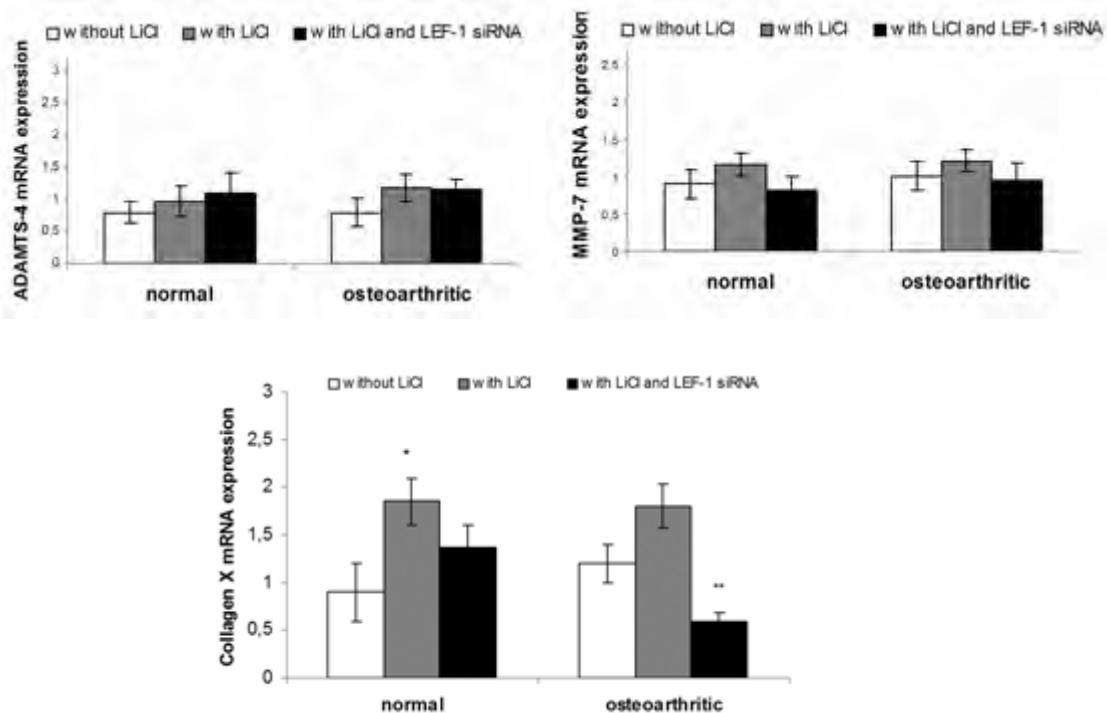 without LiCl with LiCl with LiCl and LEF-1 siRNA
ADAMTS-4 mRNA expression
3
2,5
2
1,5
1
0,5
0
normal osteoarthritic
without LiCl with LiCl with LiCl and LEF-1 siRNA
MMP-7 mRNA expression
2,5
2
1,5
1
0,5
0
normal osteoarthritic
without LiCl with LiCl with LiCl and LEF-1 siRNA
Collagen X mRNA expression
3
2,5
2
1,5
1
0,5
0
*
**
normal osteoarthritic